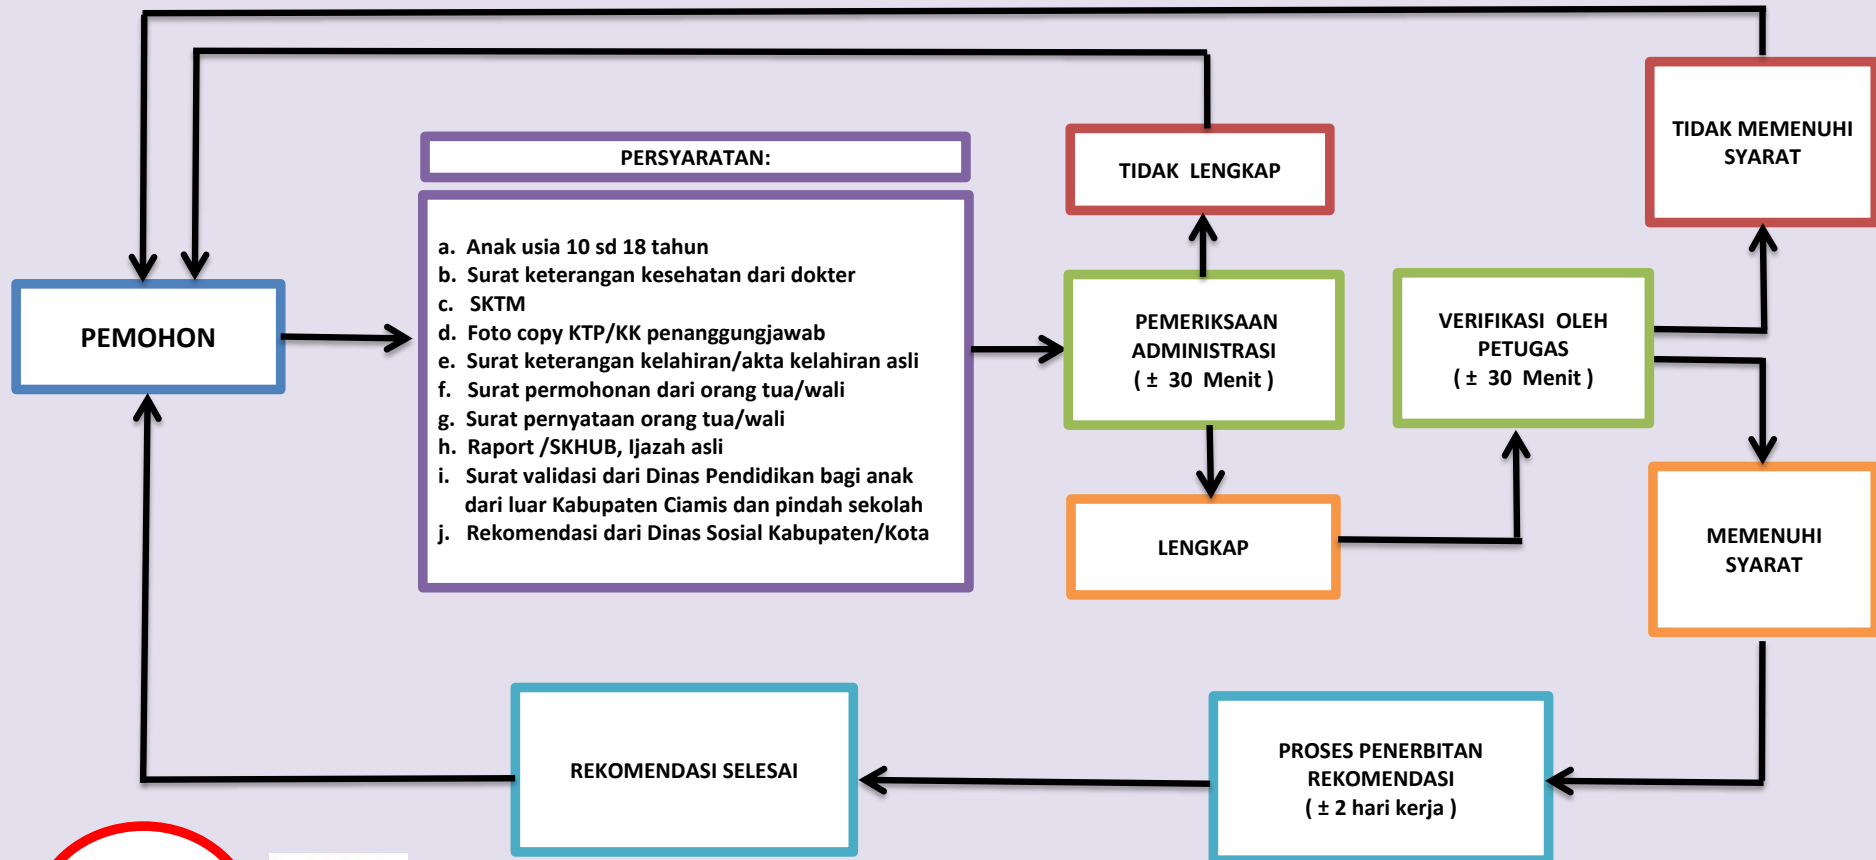 PEMOHON
PERSYARATAN:
a. Anak usia 10 sd 18 tahun
b. Surat keterangan kesehatan dari dokter
c. SKTM
d. Foto copy KTP/KK penanggungjawab
e. Surat keterangan kelahiran/akta kelahiran asli
f. Surat permohonan dari orang tua/wali
g. Surat pernyataan orang tua/wali
h. Raport /SKHUB, Ijazah asli
i. Surat validasi dari Dinas Pendidikan bagi anak
dari luar Kabupaten Ciamis dan pindah sekolah
j. Rekomendasi dari Dinas Sosial Kabupaten/Kota
TIDAK LENGKAP
PEMERIKSAAN
ADMINISTRASI
( ± 30 Menit )
LENGKAP
VERIFIKASI OLEH
PETUGAS
( ± 30 Menit )
TIDAK MEMENUHI
SYARAT
MEMENUHI
SYARAT
PROSES PENERBITAN
REKOMENDASI
( ± 2 hari kerja )
REKOMENDASI SELESAI